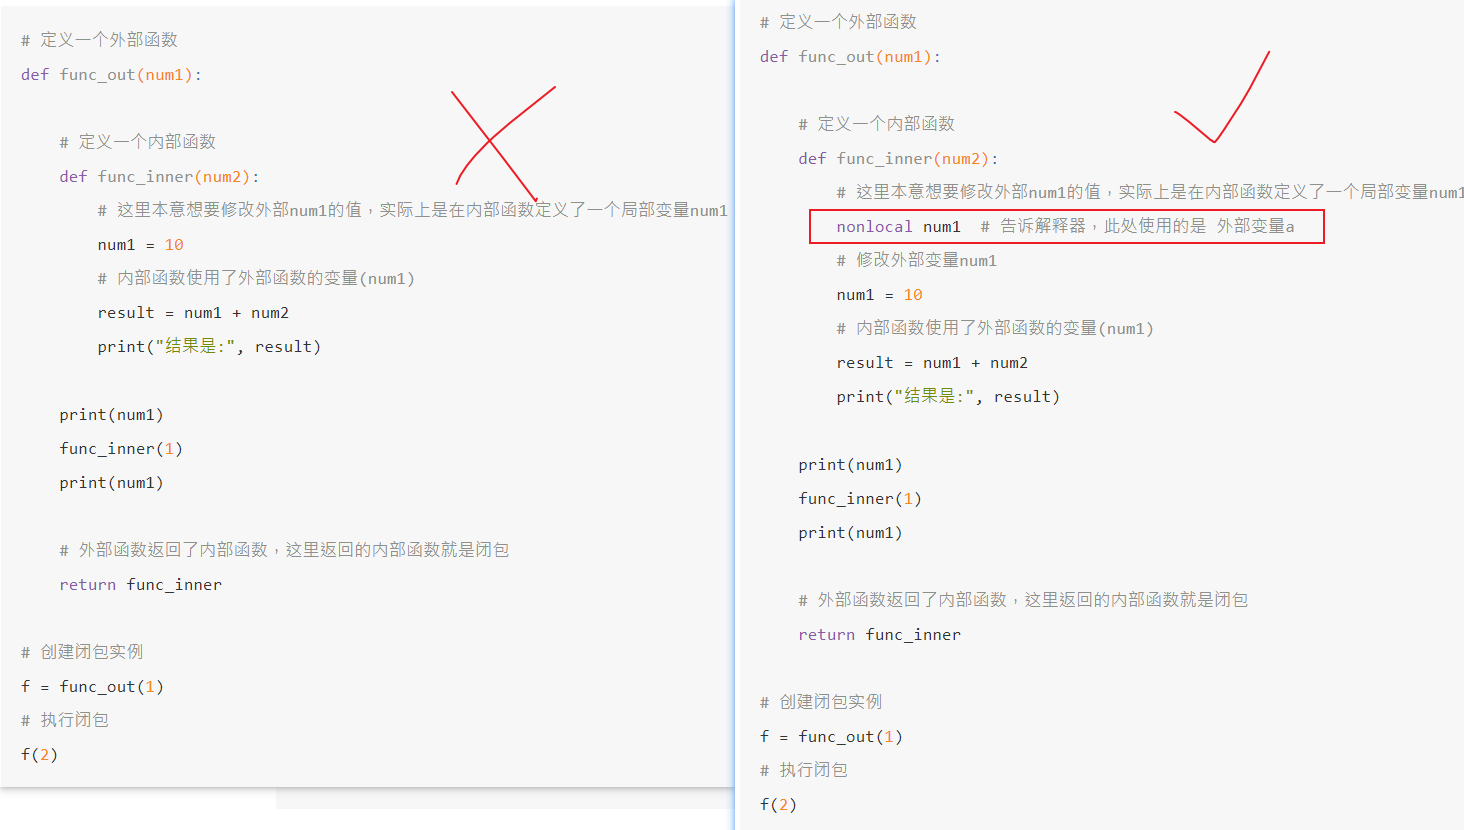 # 定义一个外部函数
def func_out(num1):
# 定义一个内部函数
def func_inner(num2):
# 这里本意想要修改外部num1的值，实际上是在内部函数定义了一个局部变量num1
num1 = 10
# 内部函数使用了外部函数的变量(num1)
result = num1 + num2
print("结果是:", result)
print(num1)
func_inner(1)
print(num1)
# 外部函数返回了内部函数，这里返回的内部函数就是闭包
return func_inner
# 创建闭包实例
f = func_out(1)
# 执行闭包
f(2)
# 定义一个外部函数
def func_out(num1):
# 定义一个内部函数
def func_inner(num2):
# 这里本意想要修改外部num1的值，实际上是在内部函数定义了一个局部变量num1
nonlocal num1  # 告诉解释器，此处使用的是 外部变量a
# 修改外部变量num1
num1 = 10
# 内部函数使用了外部函数的变量(num1)
result = num1 + num2
print("结果是:", result)
print(num1)
func_inner(1)
print(num1)
# 外部函数返回了内部函数，这里返回的内部函数就是闭包
return func_inner
# 创建闭包实例
f = func_out(1)
# 执行闭包
f(2)